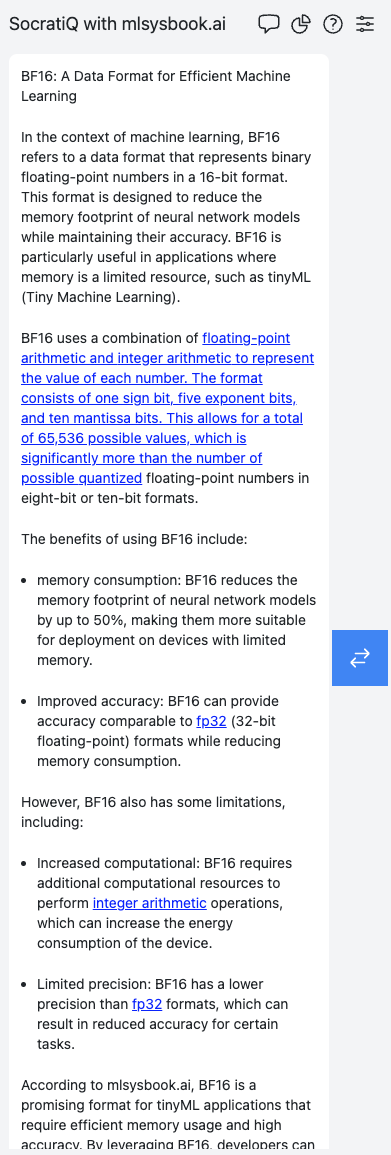 SocratiQ with mlsysbook.ai
BF16: A Data Format for Efficient Machine
Learning
In the context of machine learning, BF16
refers to a data format that represents binary
floating-point numbers in a 16-bit format.
This format is designed to reduce the
memory footprint of neural network models
while maintaining their accuracy. BF16 is
particularly useful in applications where
memory is a limited resource, such as tinyML
(Tiny Machine Learning).
BF16 uses a combination of floating-point
arithmetic and integer arithmetic to represent
the value of each number. The format
consists of one sign bit, five exponent bits,
and ten mantissa bits. This allows for a total
of 65,536 possible values, which is
significantly more than the number of
possible quantized floating-point numbers in
eight-bit or ten-bit formats.
The benefits of using BF16 include:
• memory consumption: BF16 reduces the
memory footprint of neural network models
by up to 50%, making them more suitable
for deployment on devices with limited
memory.
• Improved accuracy: BF16 can provide
accuracy comparable to fp32 (32-bit
floating-point) formats while reducing
memory consumption.
However, BF16 also has some limitations,
including:
• Increased computational: BF16 requires
additional computational resources to
perform integer arithmetic operations,
which can increase the energy
consumption of the device.
• Limited precision: BF16 has a lower
precision than fp32 formats, which can
result in reduced accuracy for certain
tasks.
According to mlsysbook.ai, BF16 is a
promising format for tinyML applications that
require efficient memory usage and high
accuracy. By leveraging BF16, developers can